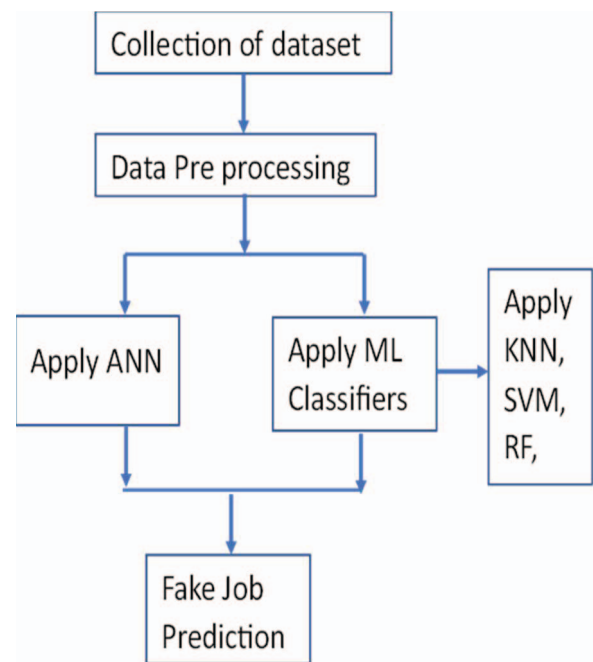 Collection of dataset
Data Pre processing
Apply ANN
Apply ML
Classifiers
Apply
KNN,
SVM,
RF,
Fake Job
Prediction